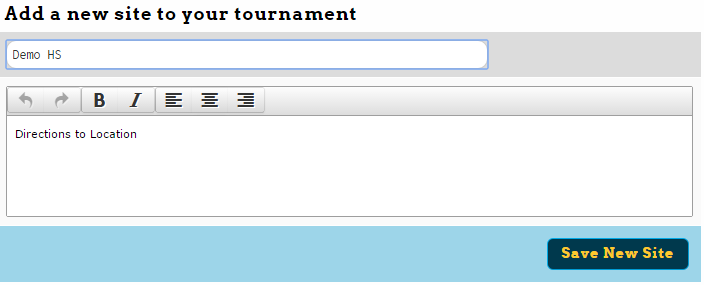 Add a new site to your tournament
Demo HS
B I
Directions to Location
Save New Site